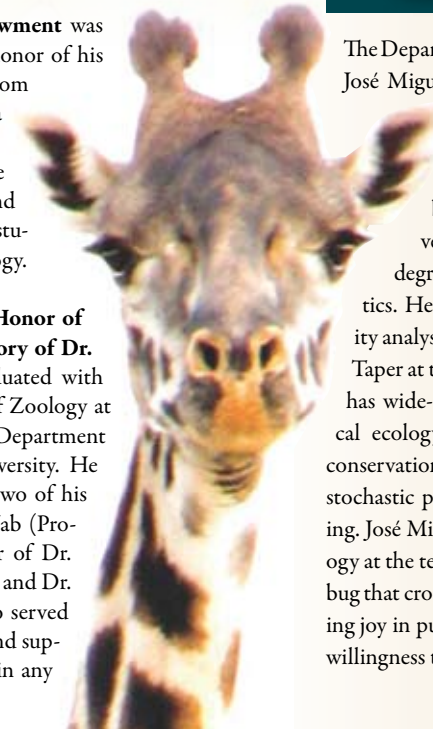 wment was
onor of his
om
e
nd
stu-
gy.
Honor of
ory of Dr.
uated with
f Zoology at
Department
versity. He
wo of his
ab (Pro-
r of Dr.
and Dr.
o served
nd sup-
in any
The Depar
José Migu
ve
degr
tics. He
ity analys
Taper at t
has wide-
cal ecology
conservation
stochastic p
ing. José Mi
ogy at the te
bug that cro
ing joy in pu
willingness t